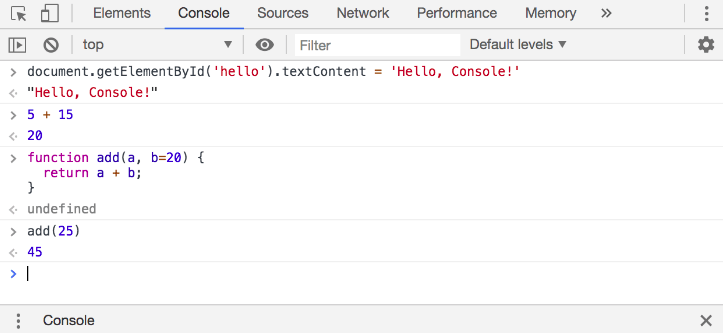 Elements Console Sources Network Performance Memory »
top ▼ Filter Default levels ▼
> document.getElementById('hello').textContent = 'Hello, Console!'
< "Hello, Console!"
> 5 + 15
< 20
> function add(a, b=20) {
return a + b;
}
< undefined
> add(25)
< 45
>
Console